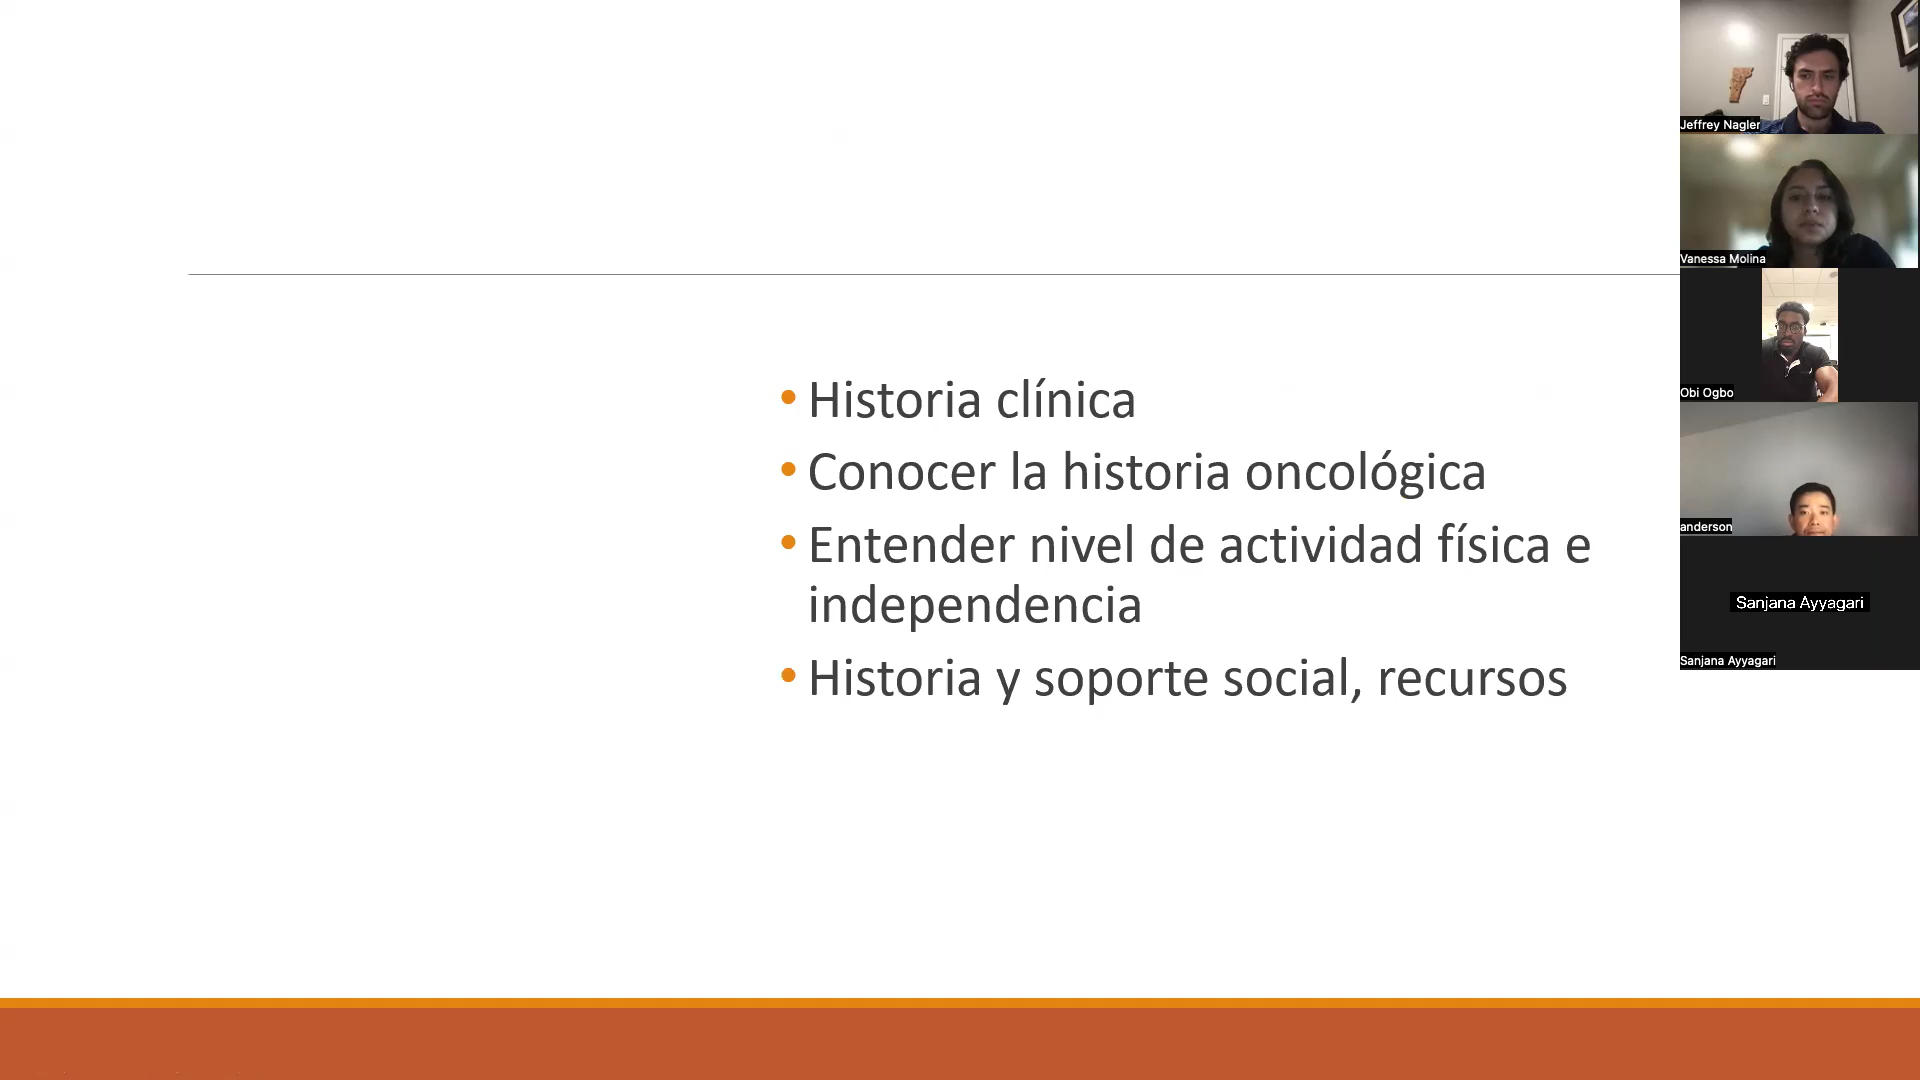 • Historia clínica
• Conocer la historia oncológica
• Entender nivel de actividad física e
independencia
• Historia y soporte social, recursos
Jeffrey Nagler
Vanessa Molina
Obi Ogbo
anderson
Sanjana Ayyagari
Sanjana Ayyagari